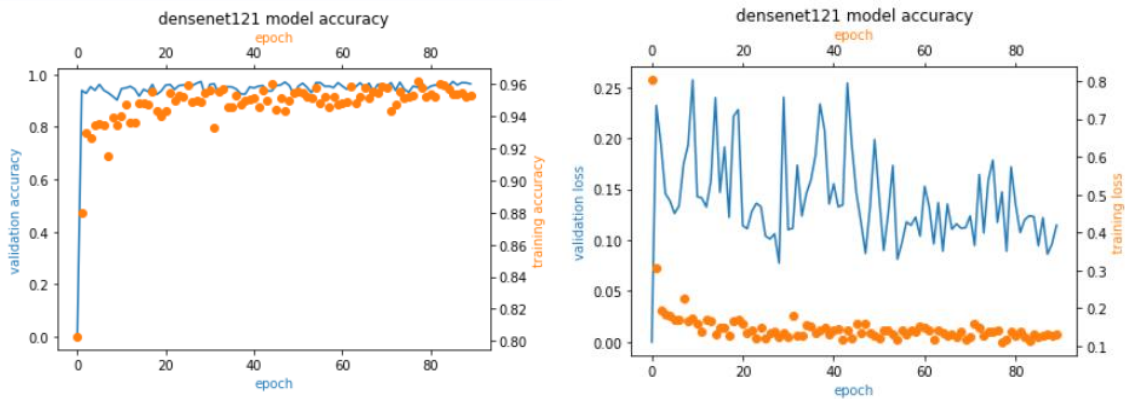 densenet121 model accuracy
epoch
0 20 40 60 80
1.0
0.8
0.6
0.4
0.2
0.0
validation accuracy
0.96
0.94
0.92
0.90
0.88
0.86
0.84
0.82
0.80
training accuracy
0 20 40 60 80
epoch
densenet121 model accuracy
epoch
0 20 40 60 80
0.25
0.20
0.15
0.10
0.05
0.00
validation loss
0.8
0.7
0.6
0.5
0.4
0.3
0.2
0.1
training loss
0 20 40 60 80
epoch